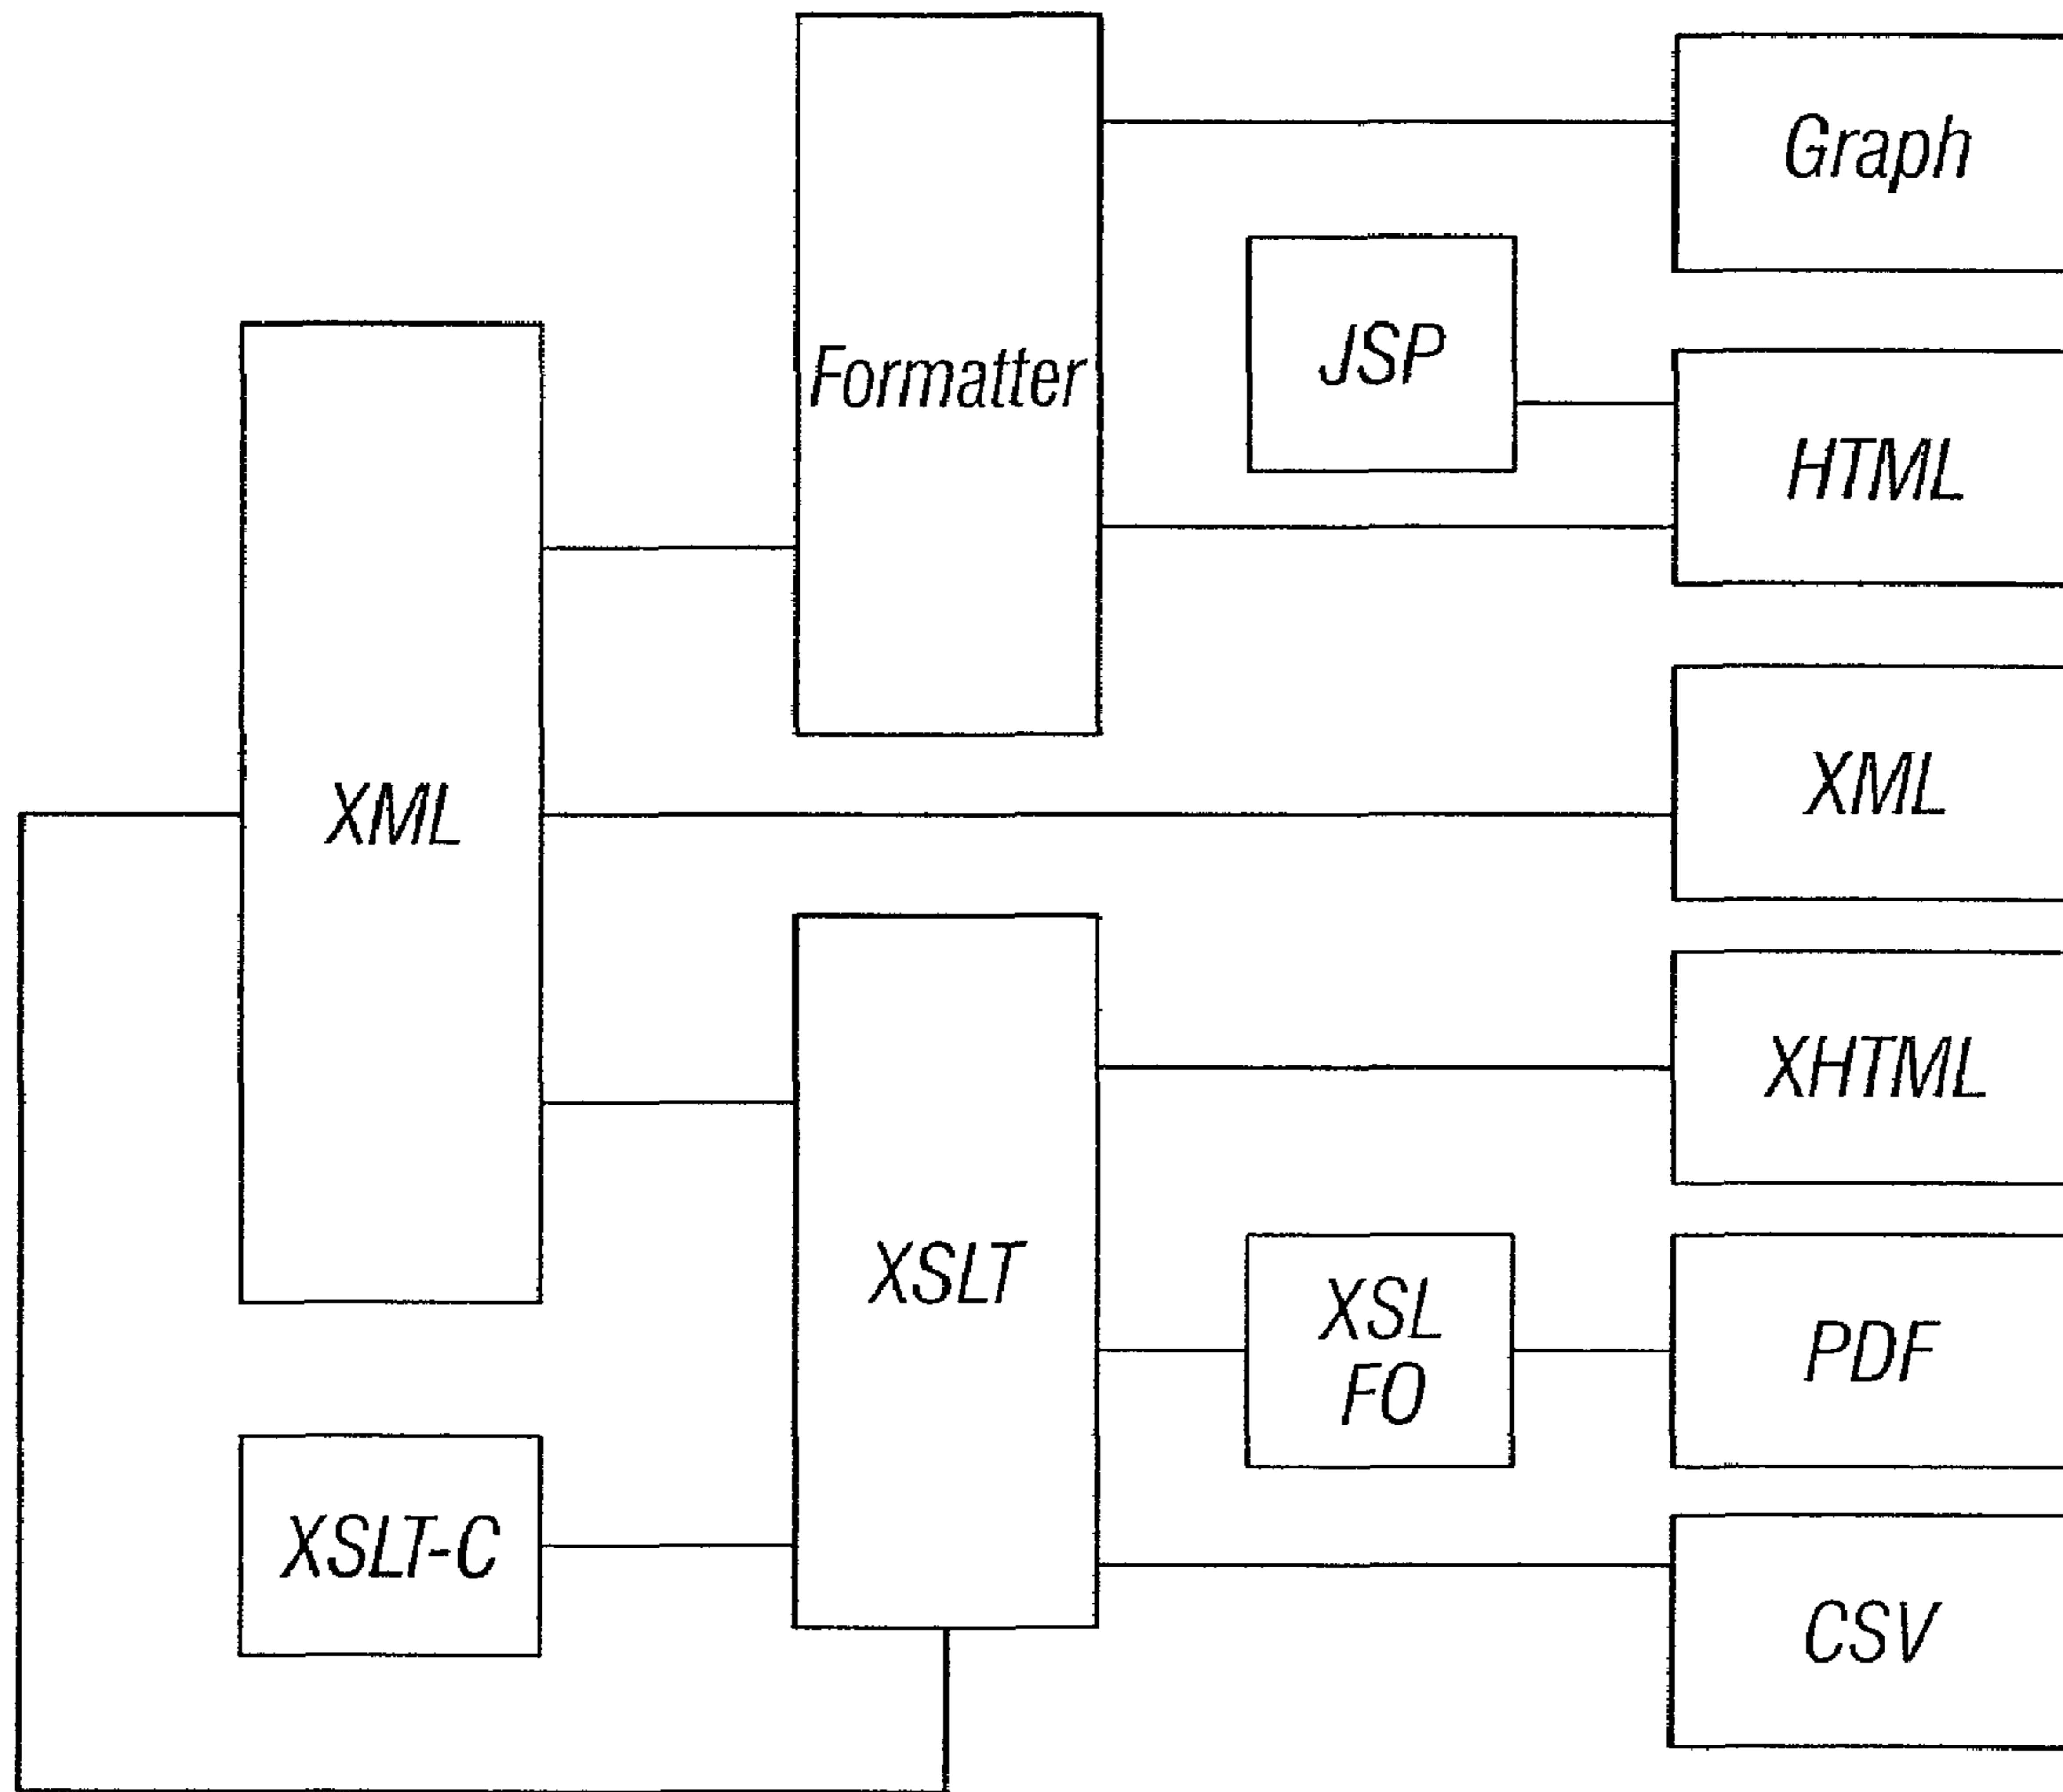 Graph
JSP
Formatter
HTML
XML
XML
XHTML
XSLT
XSL
FO
PDF
XSLT-C
CSV